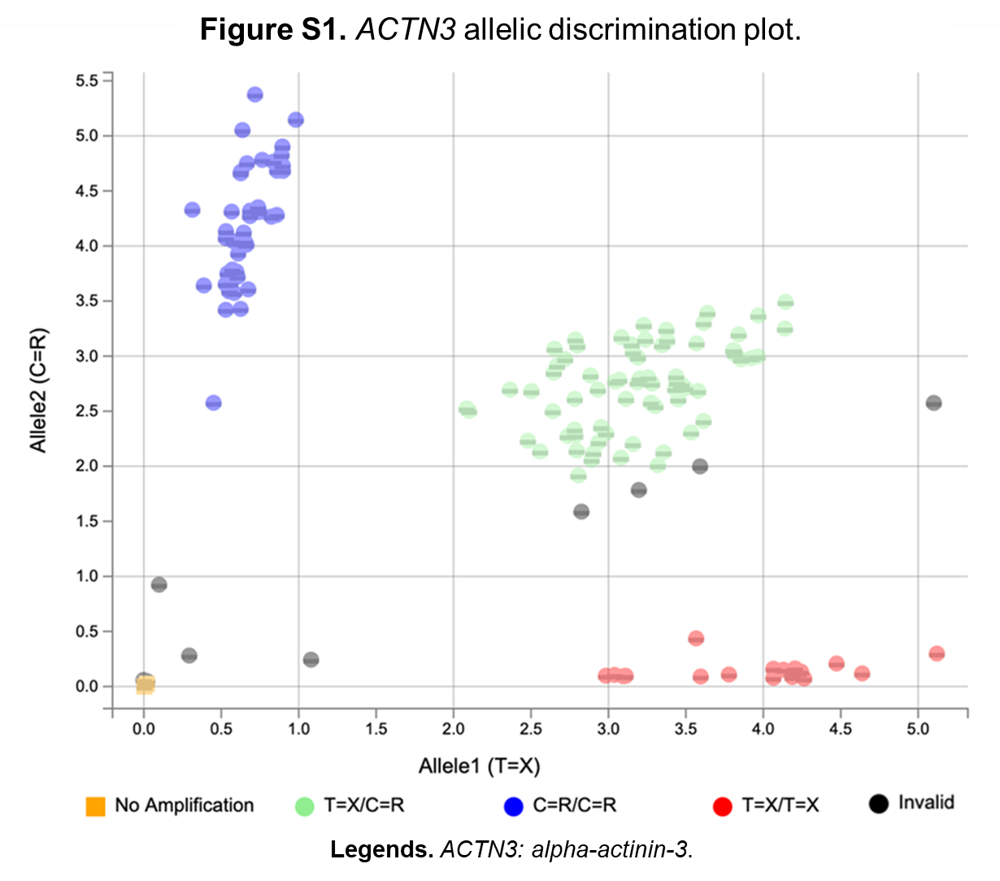 Figure S1. ACTN3 allelic discrimination plot.
5.5
5.0
4.5
4.0
3.5
3.0
2.5
2.0
1.5
1.0
0.5
0.0
Allele2 (C=R)
0.0 0.5 1.0 1.5 2.0 2.5 3.0 3.5 4.0 4.5 5.0
Allele1 (T=X)
No Amplification T=X/C=R C=R/C=R T=X/T=X Invalid
Legends. ACTN3: alpha-actinin-3.